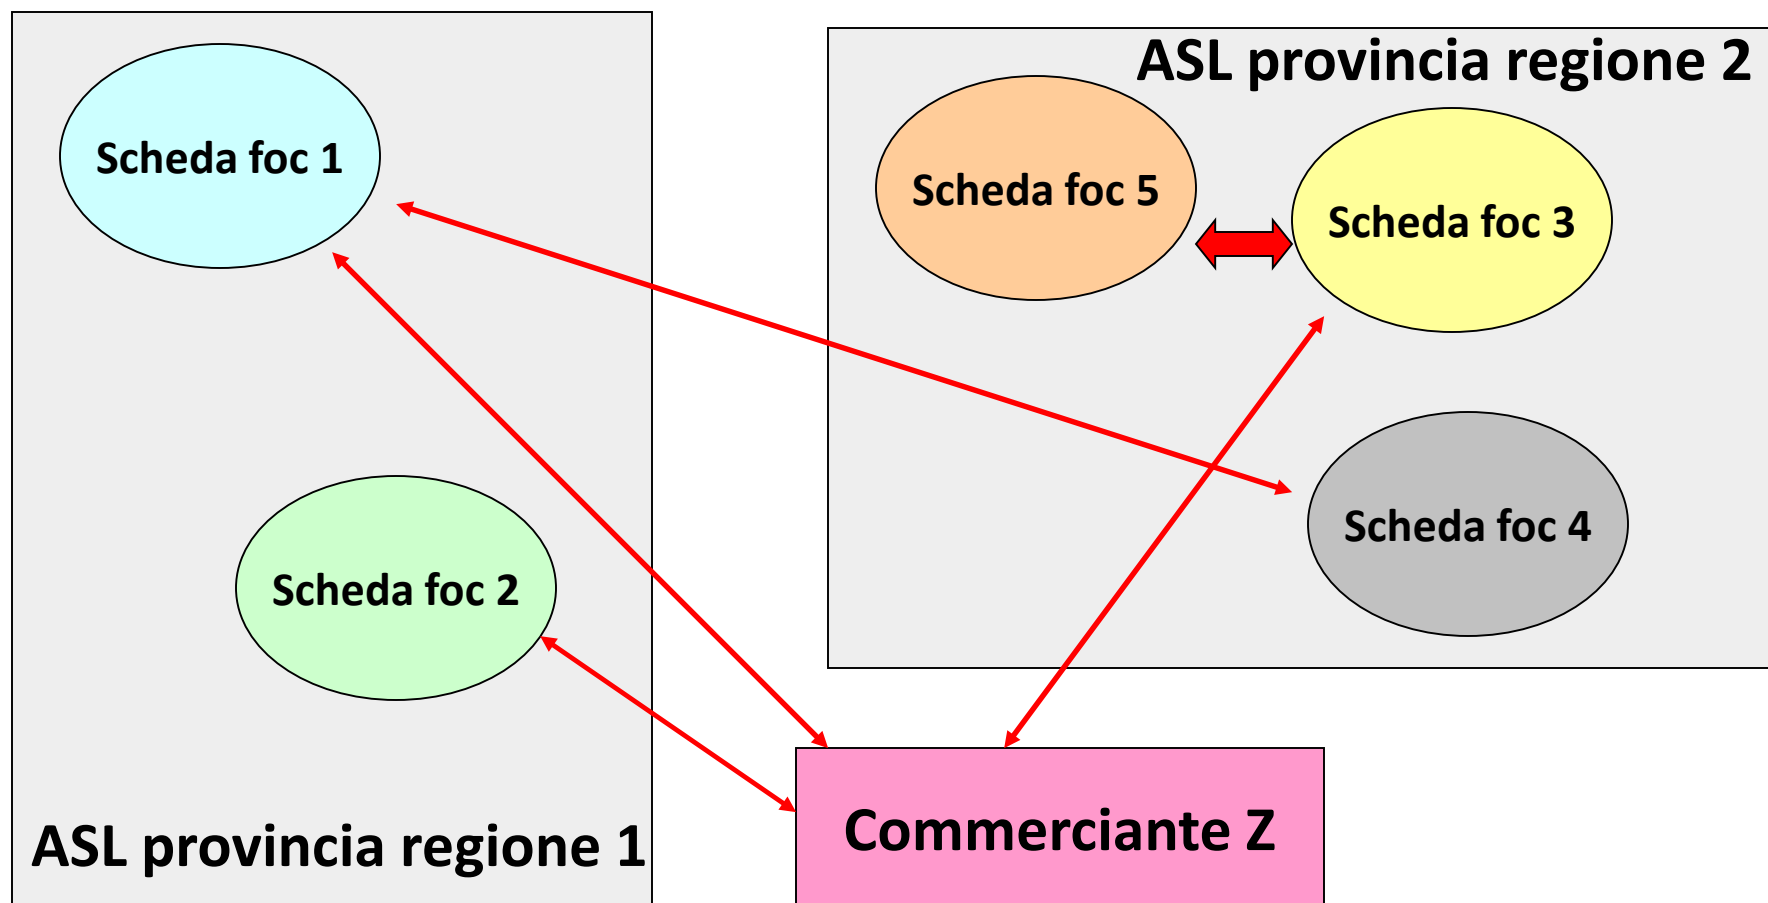 ASL provincia regione 2
Scheda foc 1
Scheda foc 5
Scheda foc 3
Scheda foc 4
Scheda foc 2
Commerciante Z
ASL provincia regione 1